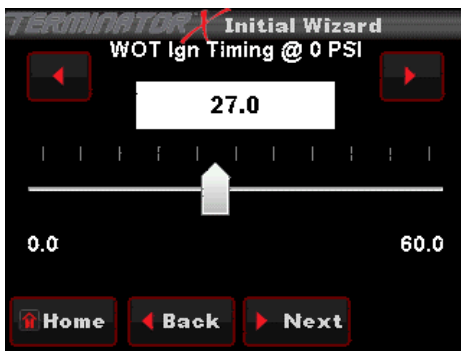 TERMINATOR X Initial Wizard
WOT Ign Timing @ 0 PSI
27.0
0.0 60.0
Home Back Next